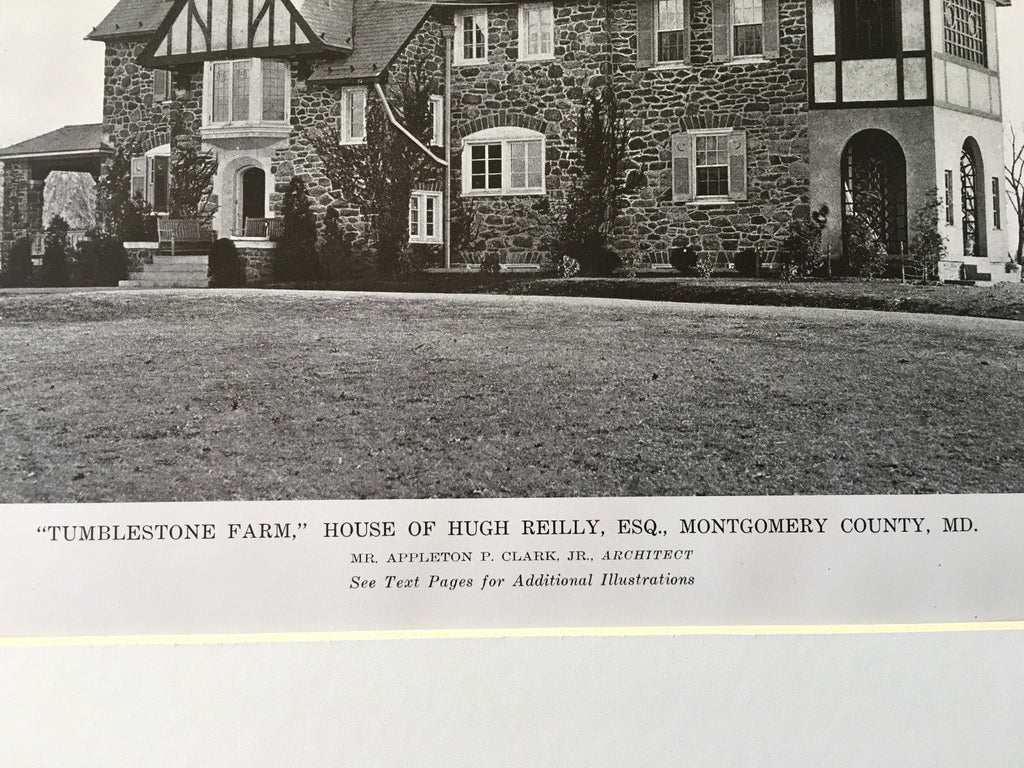 “TUMBLESTONE FARM,” HOUSE OF HUGH REILLY, ESQ., MONTGOMERY COUNTY, MD.
MR. APPLETON P. CLARK, JR., ARCHITECT
See Text Pages for Additional Illustrations